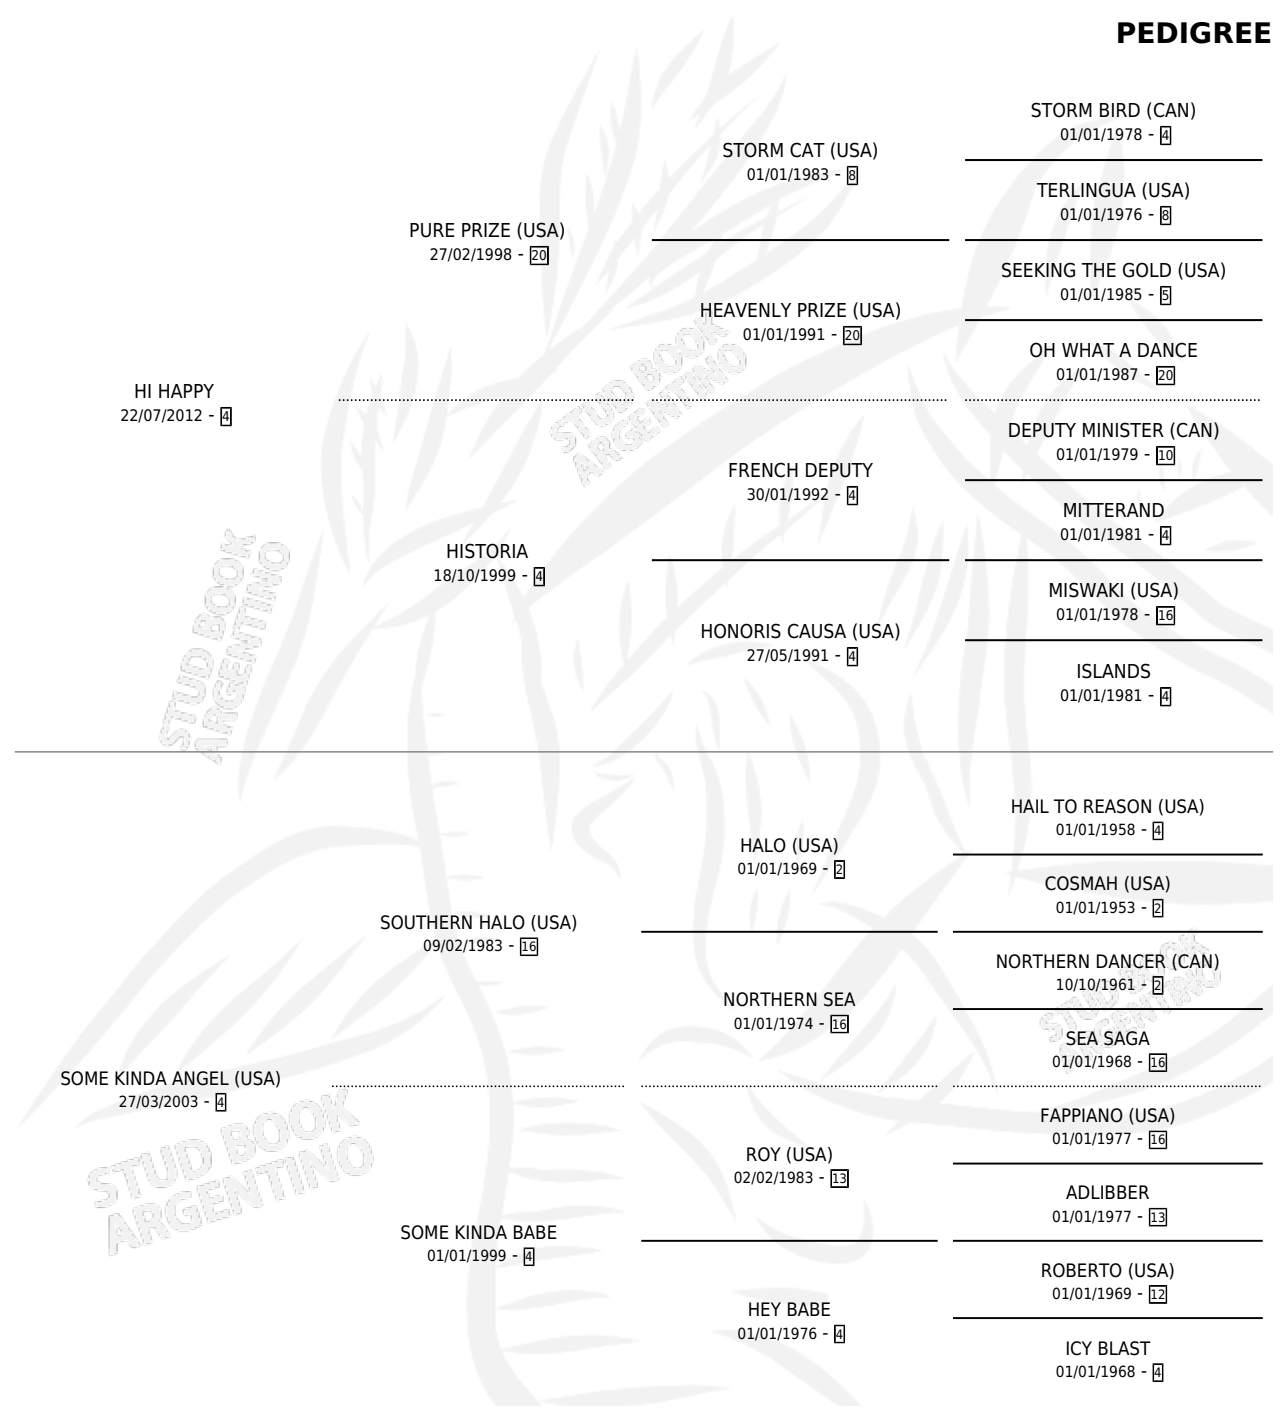 PEDIGREE
STORM BIRD (CAN)
01/01/1978 - 4
STORM CAT (USA)
01/01/1983 - 8
TERLINGUA (USA)
01/01/1976 - 8
PURE PRIZE (USA)
27/02/1998 - 20
SEEKING THE GOLD (USA)
01/01/1985 - 5
HEAVENLY PRIZE (USA)
01/01/1991 - 20
OH WHAT A DANCE
01/01/1987 - 20
HI HAPPY
22/07/2012 - 4
STUD BOOK
ARGENTINO
DEPUTY MINISTER (CAN)
01/01/1979 - 10
FRENCH DEPUTY
30/01/1992 - 4
MITTERAND
01/01/1981 - 4
HISTORIA
18/10/1999 - 4
MISWAKI (USA)
01/01/1978 - 16
HONORIS CAUSA (USA)
27/05/1991 - 4
ISLANDS
01/01/1981 - 4
STUD BOOK
ARGENTINO
HAIL TO REASON (USA)
01/01/1958 - 4
HALO (USA)
01/01/1969 - 2
COSMAH (USA)
01/01/1953 - 2
SOUTHERN HALO (USA)
09/02/1983 - 16
NORTHERN DANCER (CAN)
10/10/1961 - 2
NORTHERN SEA
01/01/1974 - 16
STUD BOOK
ARGENTINO
SEA SAGA
01/01/1968 - 16
SOME KINDA ANGEL (USA)
27/03/2003 - 4
FAPPIANO (USA)
01/01/1977 - 16
ROY (USA)
02/02/1983 - 13
ADLIBBER
01/01/1977 - 13
STUD BOOK
ARGENTINO
SOME KINDA BABE
01/01/1999 - 4
ROBERTO (USA)
01/01/1969 - 12
HEY BABE
01/01/1976 - 4
ICY BLAST
01/01/1968 - 4